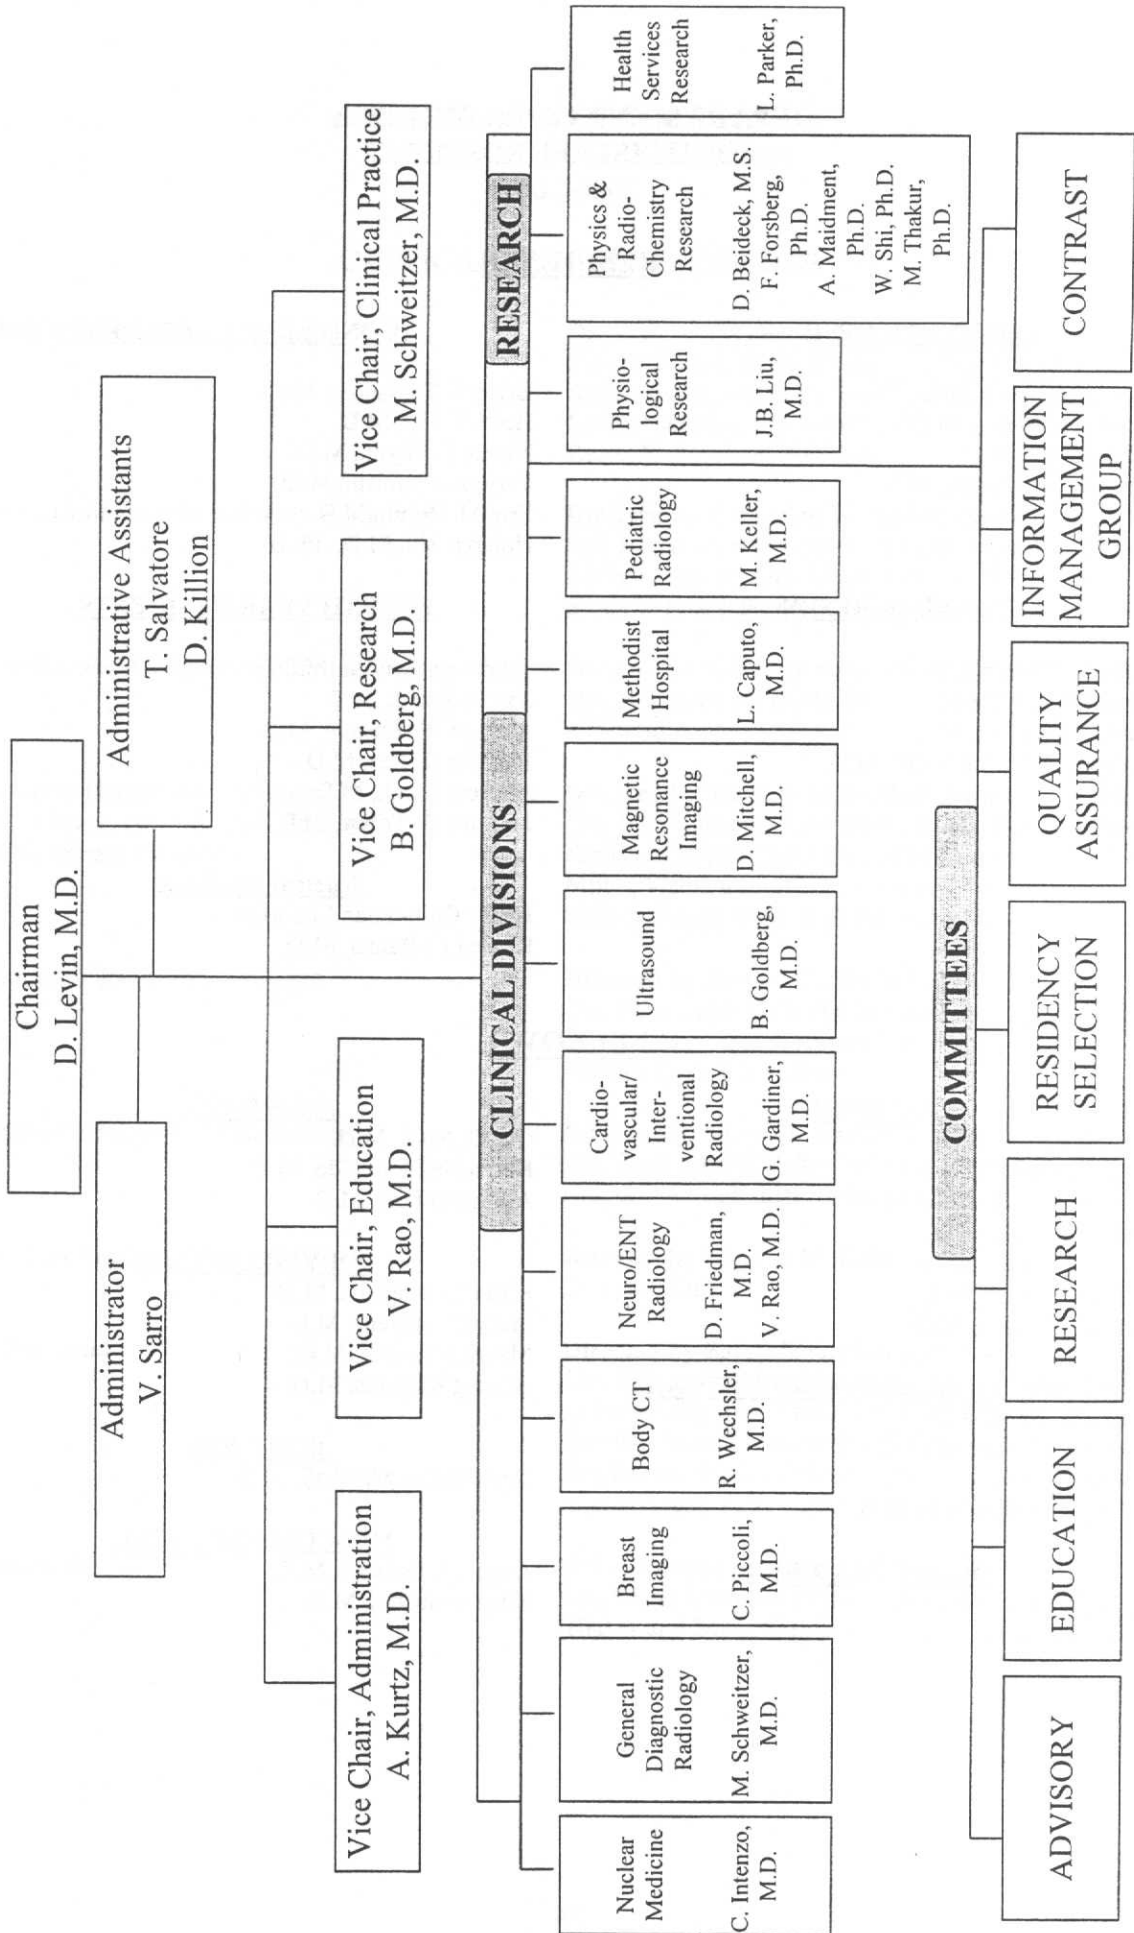 Chairman
D. Levin, M.D.
Administrator
V. Sarro
Administrative Assistants
T. Salvatore
D. Killion
Vice Chair, Administration
A. Kurtz, M.D.
Vice Chair, Education
V. Rao, M.D.
Vice Chair, Research
B. Goldberg, M.D.
Vice Chair, Clinical Practice
M. Schweitzer, M.D.
CLINICAL DIVISIONS
RESEARCH
Nuclear
Medicine
C. Intenzo,
M.D.
General
Diagnostic
Radiology
M. Schweitzer,
M.D.
Breast
Imaging
C. Piccoli,
M.D.
Body CT
R. Wechsler,
M.D.
Neuro/ENT
Radiology
D. Friedman,
M.D.
V. Rao, M.D.
Cardio-
vascular/
Inter-
ventional
Radiology
G. Gardiner,
M.D.
Ultrasound
B. Goldberg,
M.D.
Magnetic
Resonance
Imaging
D. Mitchell,
M.D.
Methodist
Hospital
L. Caputo,
M.D.
Pediatric
Radiology
M. Keller,
M.D.
Physio-
logical
Research
J.B. Liu,
M.D.
Physics &
Radio-
Chemistry
Research
D. Beideck, M.S.
F. Forsberg,
Ph.D.
A. Maidment,
Ph.D.
W. Shi, Ph.D.
M. Thakur,
Ph.D.
Health
Services
Research
L. Parker,
Ph.D.
COMMITTEES
ADVISORY
EDUCATION
RESEARCH
RESIDENCY
SELECTION
QUALITY
ASSURANCE
INFORMATION
MANAGEMENT
GROUP
CONTRAST